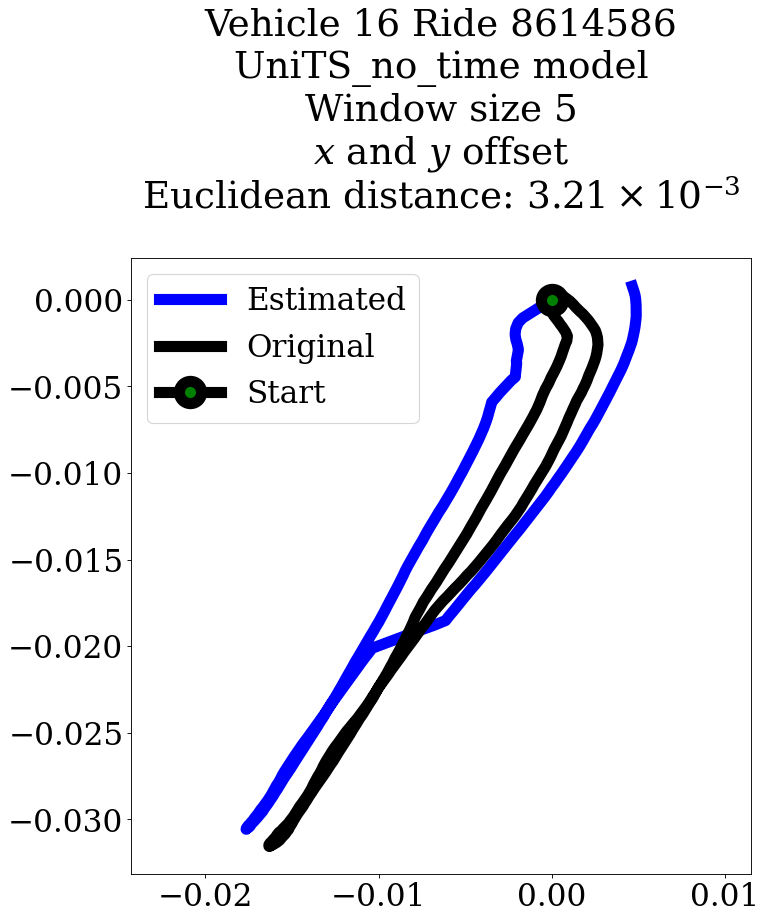 Vehicle 16 Ride 8614586
UniTS_no_time model
Window size 5
x and y offset
Euclidean distance: 3.21 × 10⁻³
Estimated
Original
Start
0.000
−0.005
−0.010
−0.015
−0.020
−0.025
−0.030
−0.02
−0.01
0.00
0.01